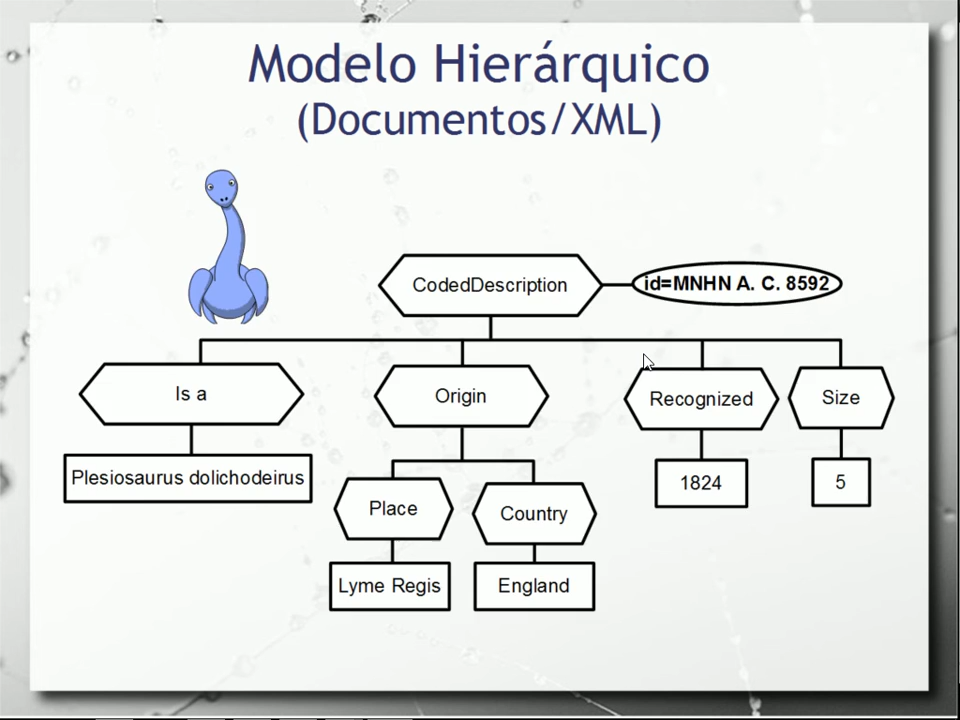 Modelo Hierárquico
(Documentos/XML)
CodedDescription
id=MNHN A. C. 8592
Is a
Origin
Recognized
Size
Plesiosaurus dolichodeirus
1824
5
Place
Country
Lyme Regis
England